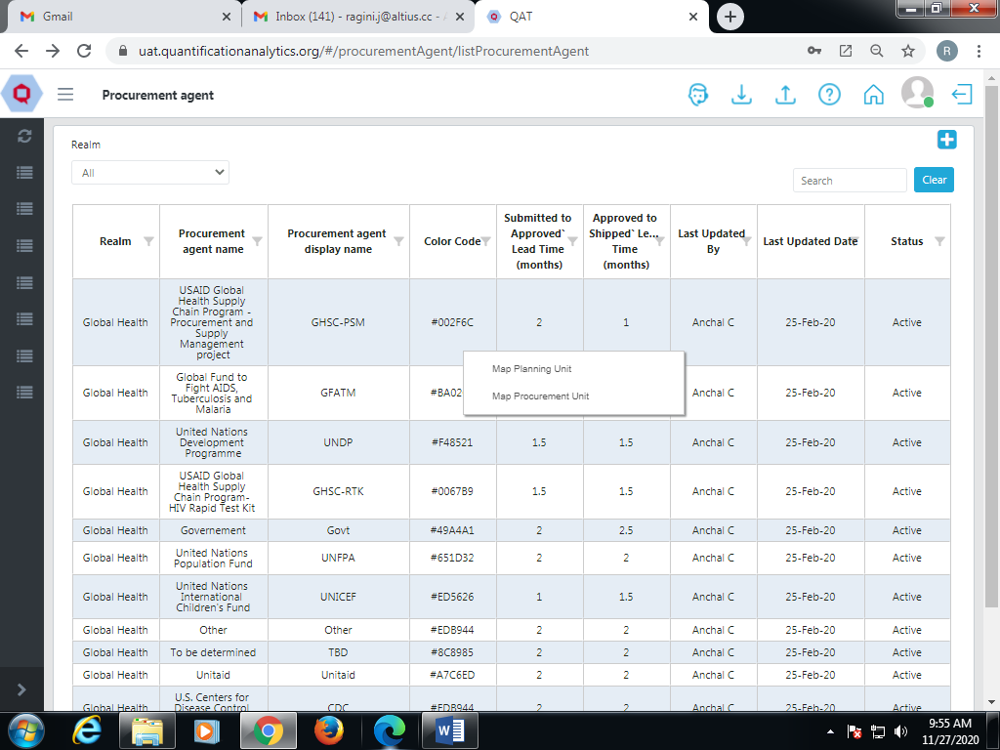 Gmail
Inbox (141) - ragini.j@altius.cc -
QAT
uat.quantificationanalytics.org/#/procurementAgent/listProcurementAgent
R
Procurement agent
Realm
All
Search
Clear
Realm
Procurement
agent name
Procurement agent
display name
Color Code
Submitted to
Approved`
Lead Time
(months)
Approved to
Shipped` Le...
Time
(months)
Last Updated
By
Last Updated Date
Status
Global Health
USAID Global
Health Supply
Chain Program -
Procurement and
Supply
Management
project
GHSC-PSM
#002F6C
2
1
Anchal C
25-Feb-20
Active
Map Planning Unit
Map Procurement Unit
Global Health
Global Fund to
Fight AIDS,
Tuberculosis and
Malaria
GFATM
#BA02
Anchal C
25-Feb-20
Active
Global Health
United Nations
Development
Programme
UNDP
#F48521
1.5
1.5
Anchal C
25-Feb-20
Active
Global Health
USAID Global
Health Supply
Chain Program-
HIV Rapid Test Kit
GHSC-RTK
#0067B9
1.5
1.5
Anchal C
25-Feb-20
Active
Global Health
Governement
Govt
#49A4A1
2
2.5
Anchal C
25-Feb-20
Active
Global Health
United Nations
Population Fund
UNFPA
#651D32
2
2
Anchal C
25-Feb-20
Active
Global Health
United Nations
International
Children's Fund
UNICEF
#ED5626
1
1.5
Anchal C
25-Feb-20
Active
Global Health
Other
Other
#EDB944
2
2
Anchal C
25-Feb-20
Active
Global Health
To be determined
TBD
#8C8985
2
2
Anchal C
25-Feb-20
Active
Global Health
Unitaid
Unitaid
#A7C6ED
2
2
Anchal C
25-Feb-20
Active
Global Health
U.S. Centers for
Disease Control
CDC
#EDB944
2
2
Anchal C
25-Feb-20
Active
9:55 AM
11/27/2020